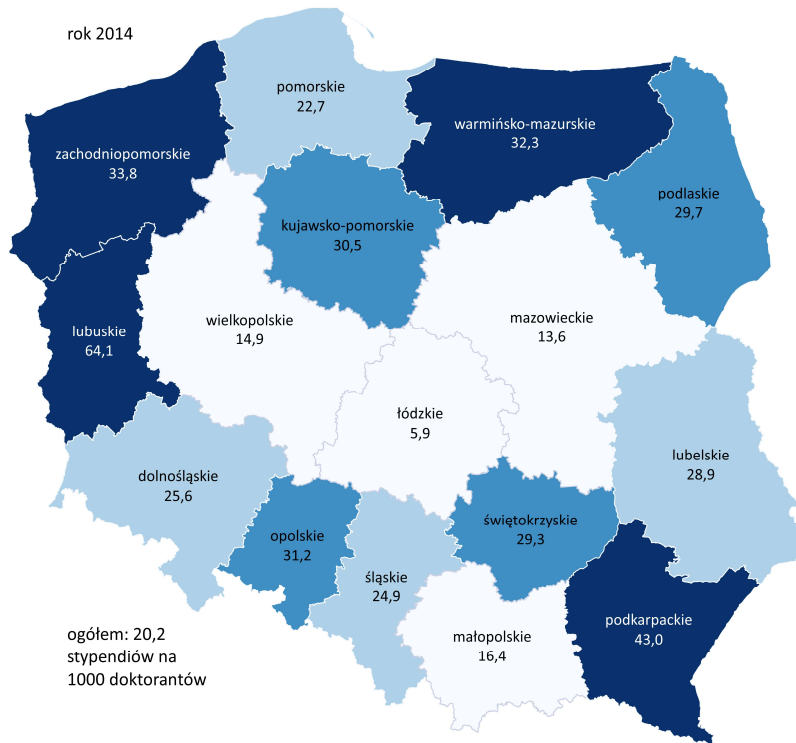 rok 2014
pomorskie
22,7
warmińsko-mazurskie
32,3
zachodniopomorskie
33,8
podlaskie
29,7
kujawsko-pomorskie
30,5
lubuskie
64,1
wielkopolskie
14,9
mazowieckie
13,6
łódzkie
5,9
lubelskie
28,9
dolnośląskie
25,6
opolskie
31,2
świętokrzyskie
29,3
śląskie
24,9
podkarpackie
43,0
małopolskie
16,4
ogółem: 20,2
stypendiów na
1000 doktorantów